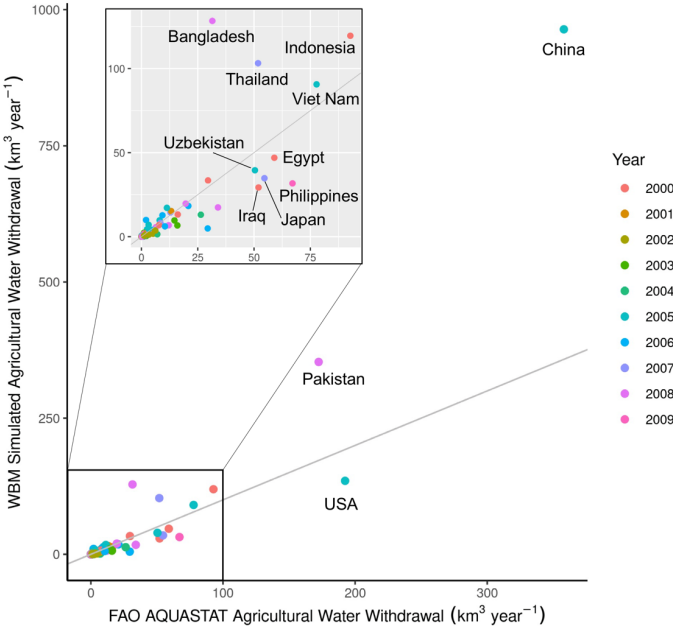 1000
750
500
250
0
WBM Simulated Agricultural Water Withdrawal (km³ year⁻¹)
0
100
200
300
FAO AQUASTAT Agricultural Water Withdrawal (km³ year⁻¹)
China
Pakistan
USA
100
50
0
0
25
50
75
Bangladesh
Indonesia
Thailand
Viet Nam
Uzbekistan
Egypt
Philippines
Iraq
Japan
Year
2000
2001
2002
2003
2004
2005
2006
2007
2008
2009